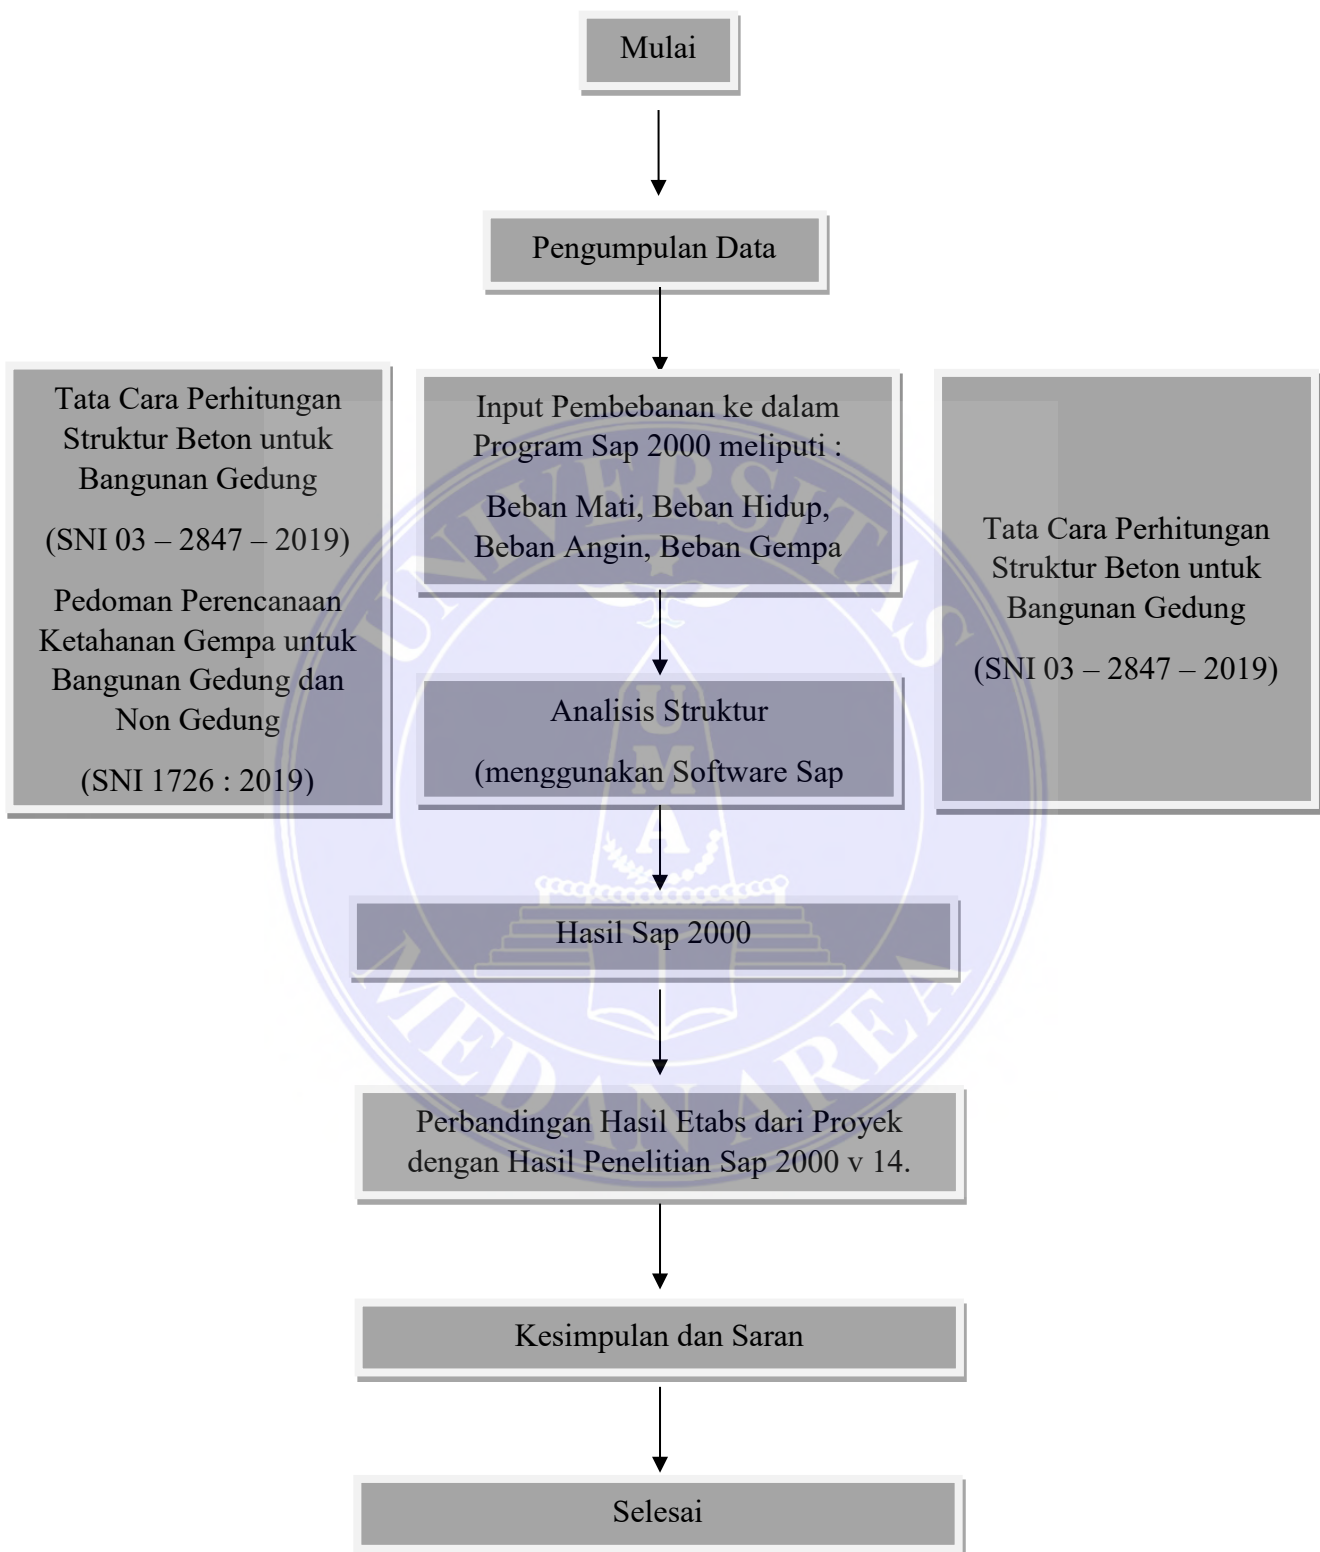 Mulai
Pengumpulan Data
Tata Cara Perhitungan
Struktur Beton untuk
Bangunan Gedung
(SNI 03 – 2847 – 2019)
Pedoman Perencanaan
Ketahanan Gempa untuk
Bangunan Gedung dan
Non Gedung
(SNI 1726 : 2019)
Input Pembebanan ke dalam
Program Sap 2000 meliputi :
Beban Mati, Beban Hidup,
Beban Angin, Beban Gempa
Tata Cara Perhitungan
Struktur Beton untuk
Bangunan Gedung
(SNI 03 – 2847 – 2019)
Analisis Struktur
(menggunakan Software Sap
Hasil Sap 2000
Perbandingan Hasil Etabs dari Proyek
dengan Hasil Penelitian Sap 2000 v 14.
Kesimpulan dan Saran
Selesai
UNIVERSITAS
MEDAN AREA
U
M
A